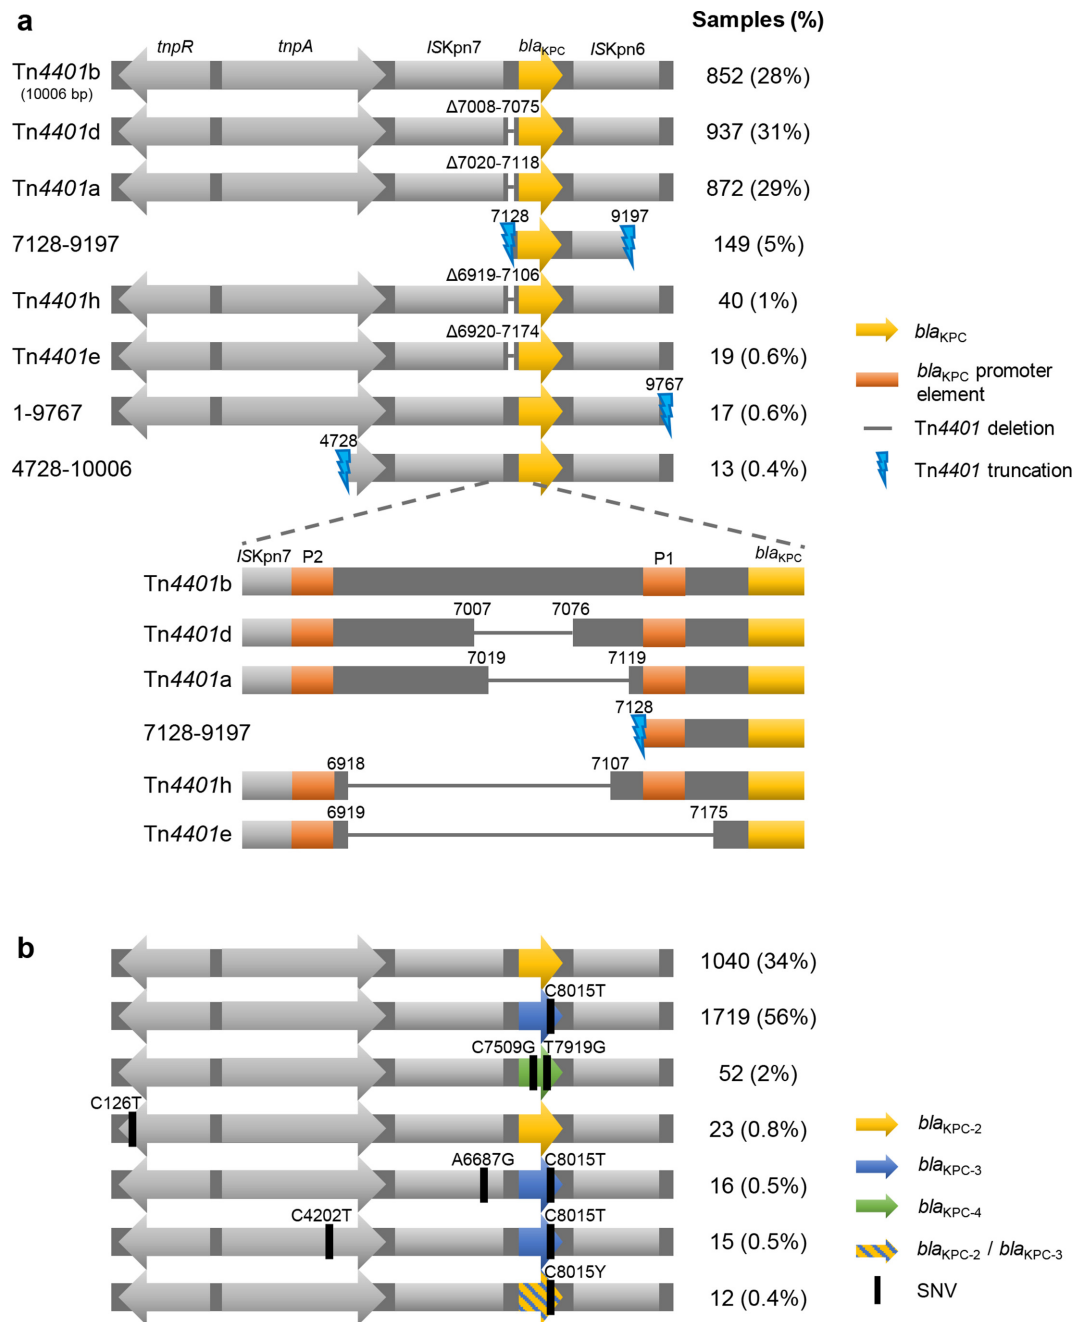 a
Samples (%)
tnpR tnpA ISKpn7 blaKPC ISKpn6
Tn4401b
(10006 bp)
852 (28%)
Δ7008-7075
Tn4401d
937 (31%)
Δ7020-7118
Tn4401a
872 (29%)
7128 9197
7128-9197
149 (5%)
Δ6919-7106
Tn4401h
40 (1%)
Δ6920-7174
Tn4401e
19 (0.6%)
9767
1-9767
17 (0.6%)
4728
4728-10006
13 (0.4%)
blaKPC
blaKPC promoter
element
Tn4401 deletion
Tn4401 truncation
ISKpn7 P2 P1 blaKPC
Tn4401b
7007 7076
Tn4401d
7019 7119
Tn4401a
7128
7128-9197
6918 7107
Tn4401h
6919 7175
Tn4401e
b
1040 (34%)
C8015T
1719 (56%)
C7509G T7919G
52 (2%)
C126T
23 (0.8%)
A6687G C8015T
16 (0.5%)
C4202T C8015T
15 (0.5%)
C8015Y
12 (0.4%)
blaKPC-2
blaKPC-3
blaKPC-4
blaKPC-2 / blaKPC-3
SNV